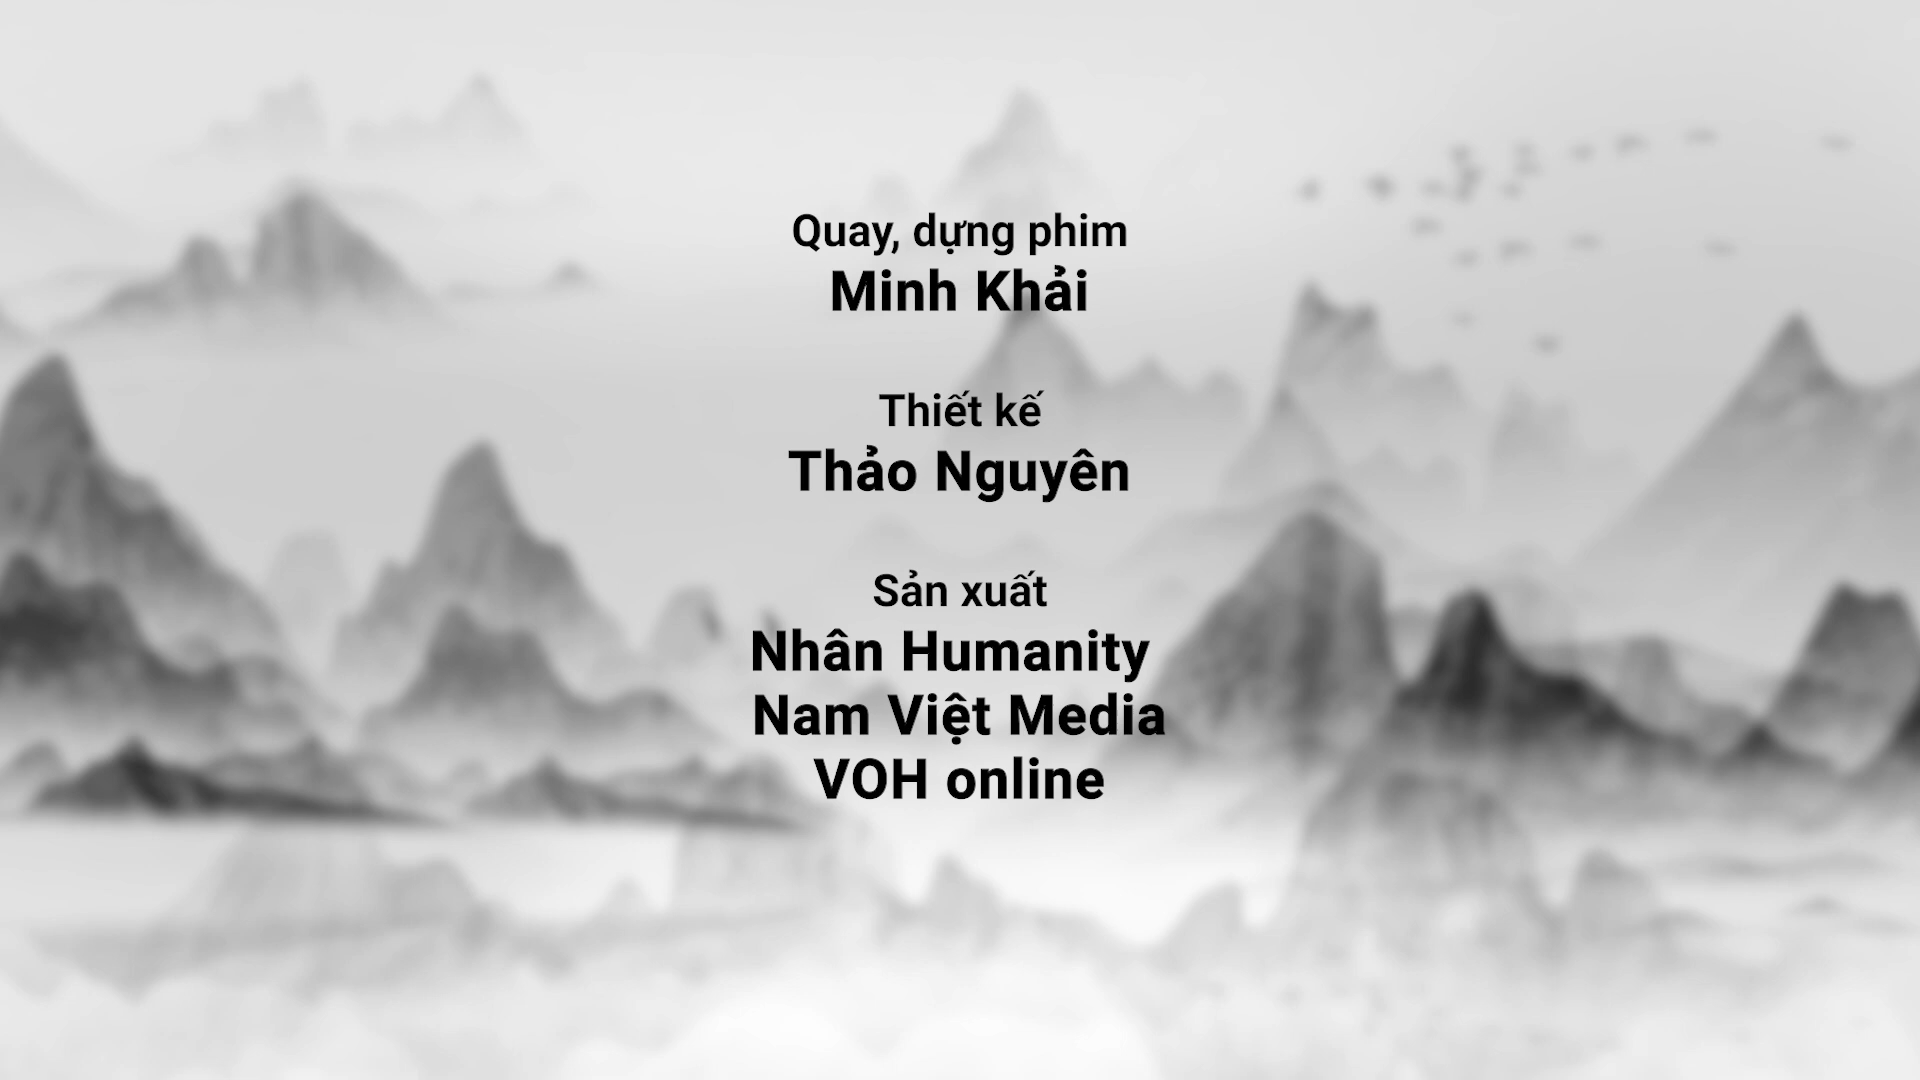 Quay, dựng phim
Minh Khải
Thiết kế
Thảo Nguyên
Sản xuất
Nhân Humanity
Nam Việt Media
VOH online